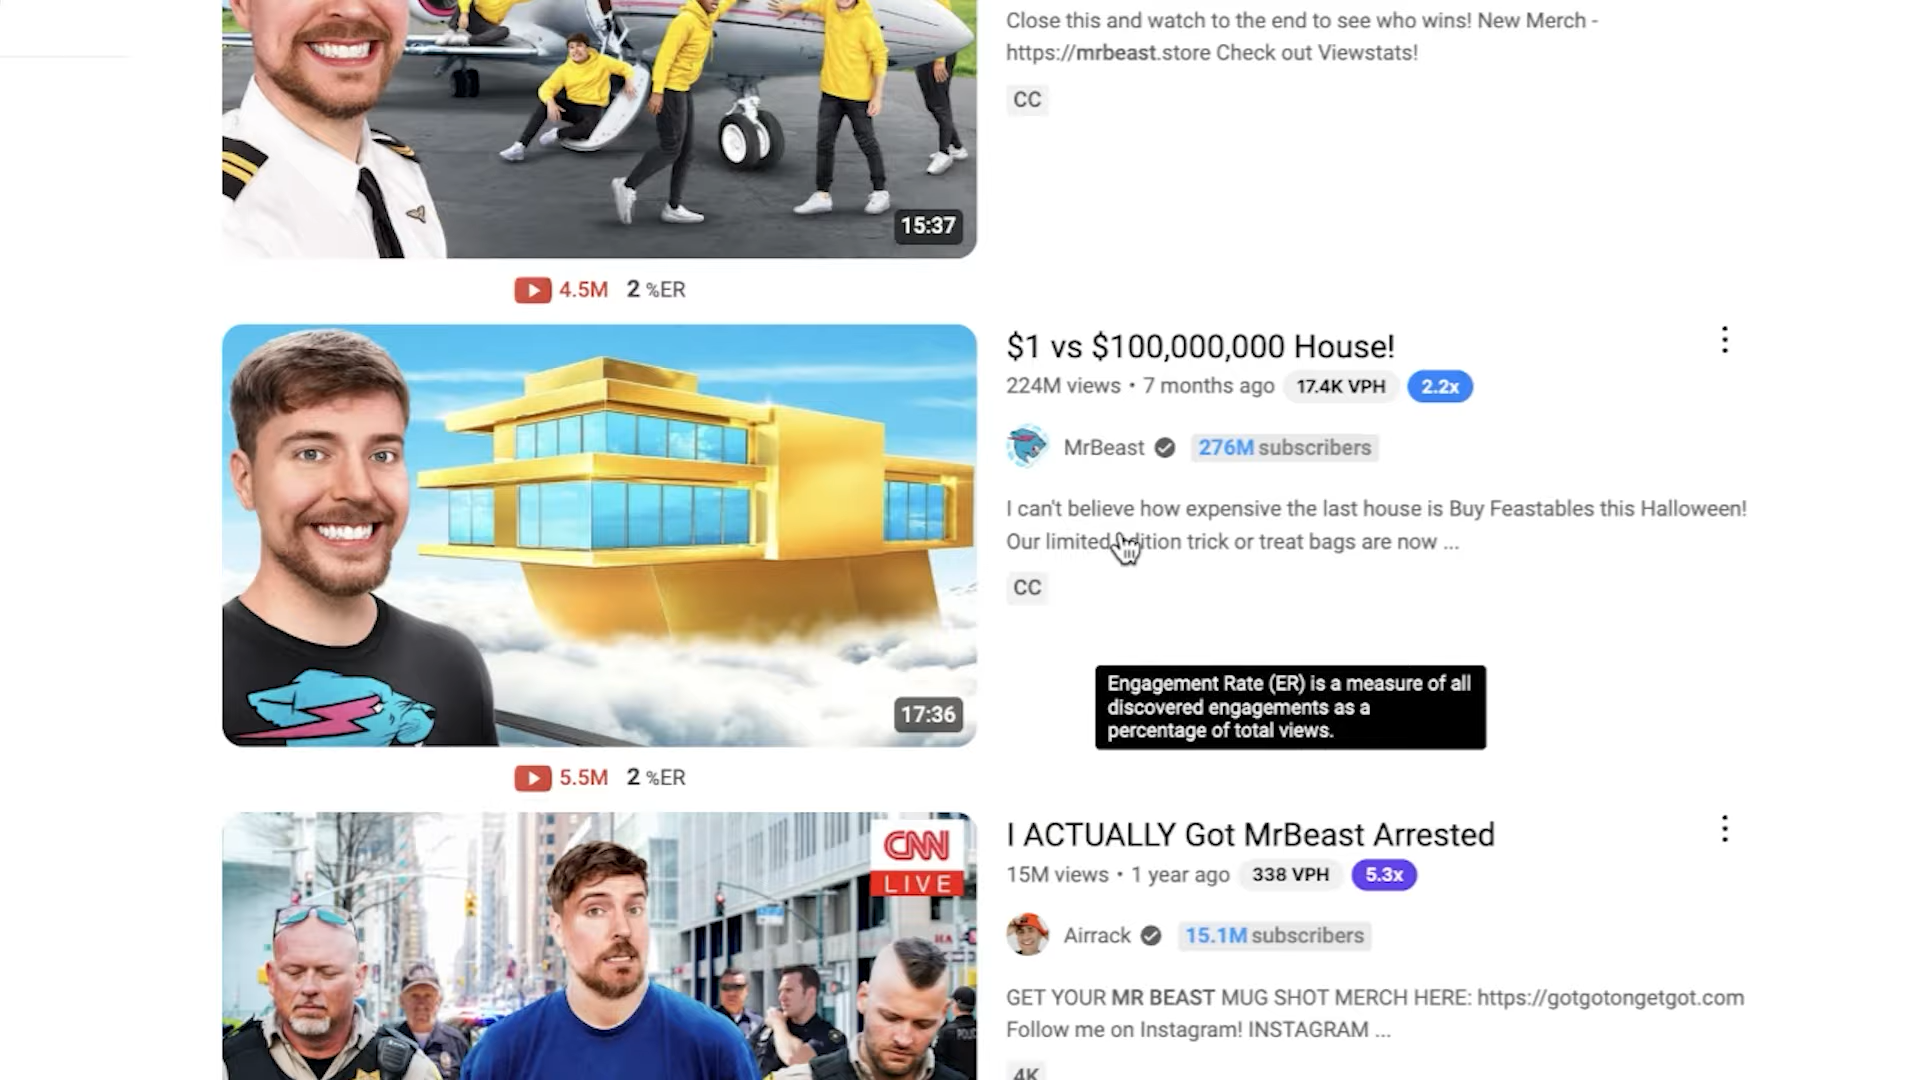 Close this and watch to the end to see who wins! New Merch -
https://mrbeast.store Check out Viewstats!
CC
15:37
4.5M 2 %ER
$1 vs $100,000,000 House!
224M views • 7 months ago 17.4K VPH 2.2x
MrBeast 276M subscribers
I can't believe how expensive the last house is Buy Feastables this Halloween!
Our limited ition trick or treat bags are now ...
CC
17:36
Engagement Rate (ER) is a measure of all
discovered engagements as a
percentage of total views.
5.5M 2 %ER
CNN
LIVE
I ACTUALLY Got MrBeast Arrested
15M views • 1 year ago 338 VPH 5.3x
Airrack 15.1M subscribers
GET YOUR MR BEAST MUG SHOT MERCH HERE: https://gotgotongetgot.com
Follow me on Instagram! INSTAGRAM ...
4K